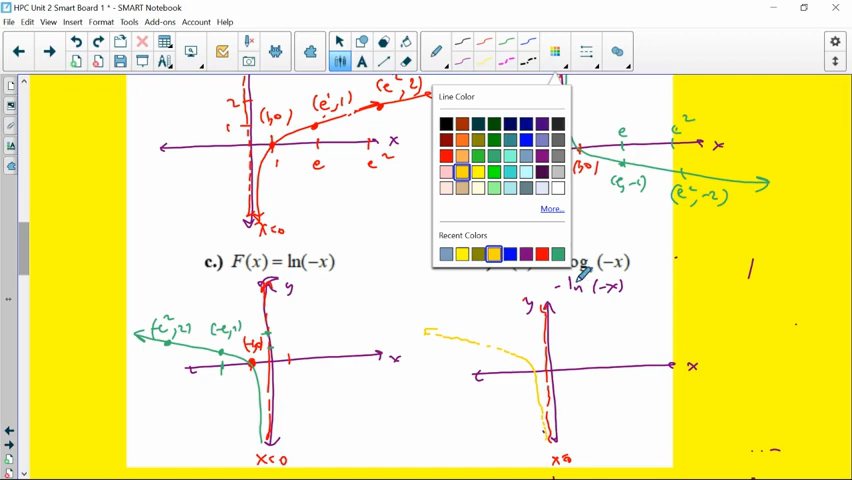 HPC Unit 2 Smart Board 1 * - SMART Notebook
File Edit View Insert Format Tools Add-ons Account Help
Line Color
More...
Recent Colors
2
1
(1,0)
(e¹,1)
(e²,2)
x
1
e
e²
x=0
e
e²
x
(1,0)
(e,-1)
(e²,-2)
c.) F(x) = ln(−x)
(−x)
-ln (-x)
y
(-e²,2)
(-e,1)
(-1,0)
x
x=0
y
x
x=0